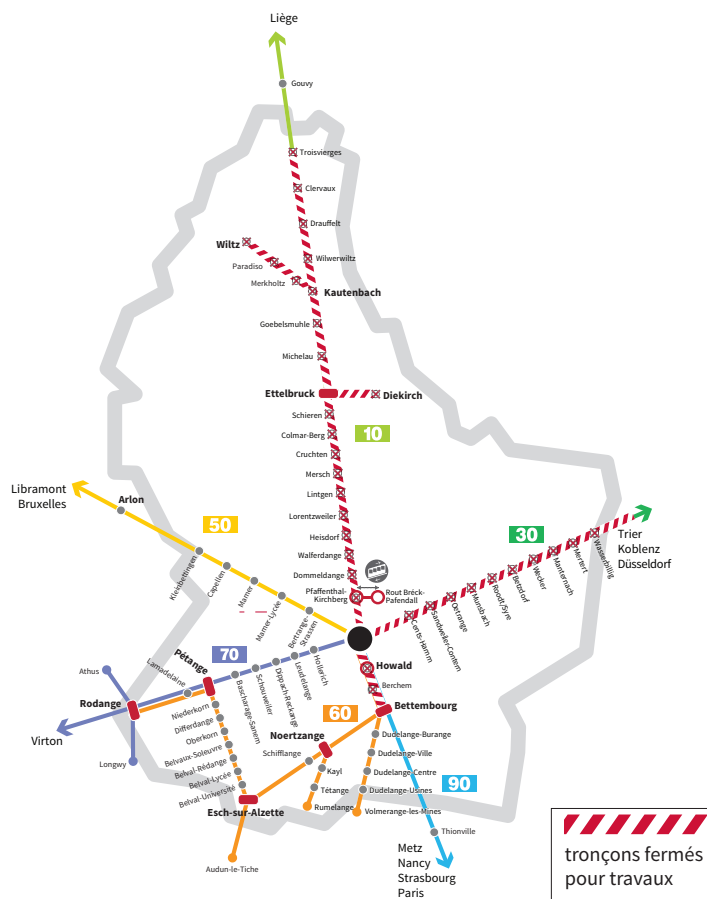 Liège
Gouvy
Troisvierges
Clervaux
Drauffelt
Wiltz
Wilwerwiltz
Paradiso
Merkholtz
Kautenbach
Goebelsmuhle
Michelau
Ettelbruck
Diekirch
Schieren
10
Colmar-Berg
Cruchten
Mersch
Lintgen
Lorentzweiler
Heisdorf
Walferdange
Dommeldange
Pfaffenthal-
Kirchberg
Rout Bréck-
Pafendall
Libramont
Bruxelles
Arlon
50
Kleinbettingen
Capellen
Mamer
Mamer-Lycée
Bertrange-
Strassen
30
Trier
Koblenz
Düsseldorf
Cents-Hamm
Sandweiler-Contern
Oetrange
Munsbach
Roodt/Syre
Betzdorf
Wecker
Manternach
Mertert
Wasserbillig
Howald
Berchem
Bettembourg
70
Hollerich
Leudelange
Dippach-Reckange
Schouweiler
Bascharage-Sanem
Pétange
Lamadelaine
Athus
Rodange
Virton
Longwy
Niederkorn
Differdange
Oberkorn
Belvaux-Soleuvre
Belval-Rédange
Belval-Lycée
Belval-Université
Esch-sur-Alzette
Audun-le-Tiche
60
Noertzange
Schifflange
Kayl
Tétange
Rumelange
Dudelange-Burange
Dudelange-Ville
Dudelange-Centre
Dudelange-Usines
Volmerange-les-Mines
90
Thionville
Metz
Nancy
Strasbourg
Paris
tronçons fermés
pour travaux